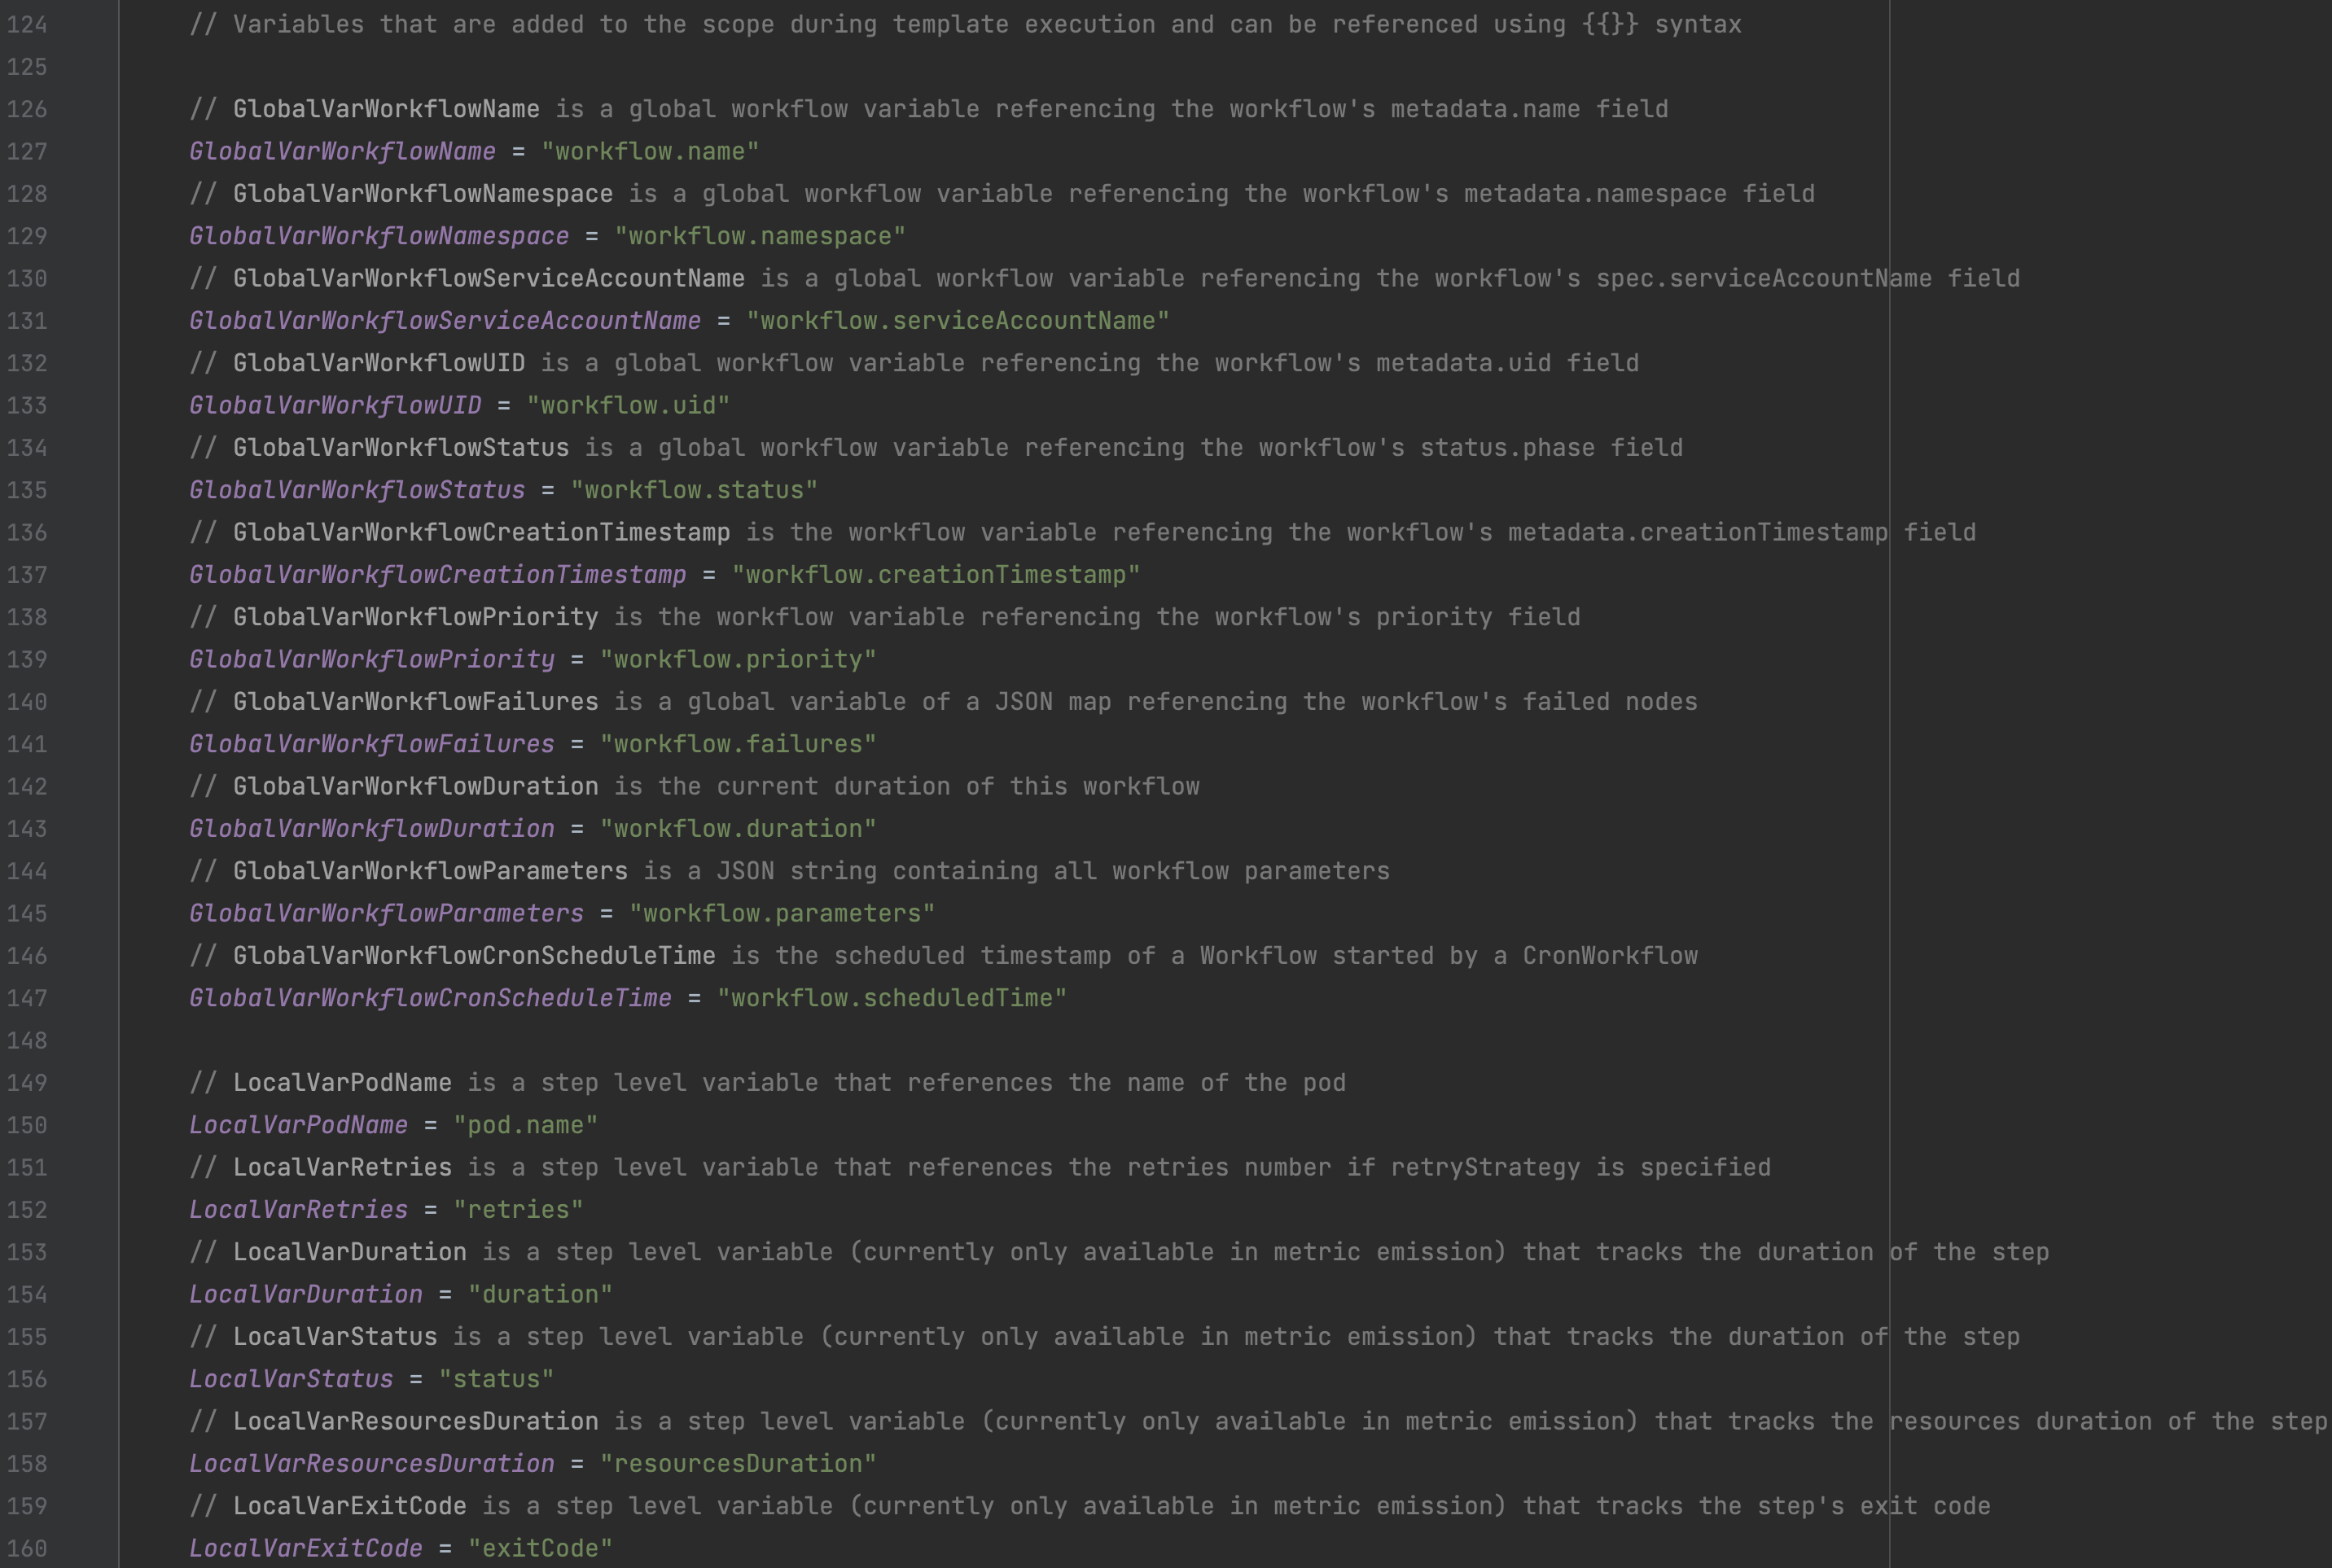 124 // Variables that are added to the scope during template execution and can be referenced using {{}} syntax
125
126 // GlobalVarWorkflowName is a global workflow variable referencing the workflow's metadata.name field
127 GlobalVarWorkflowName = "workflow.name"
128 // GlobalVarWorkflowNamespace is a global workflow variable referencing the workflow's metadata.namespace field
129 GlobalVarWorkflowNamespace = "workflow.namespace"
130 // GlobalVarWorkflowServiceAccountName is a global workflow variable referencing the workflow's spec.serviceAccountName field
131 GlobalVarWorkflowServiceAccountName = "workflow.serviceAccountName"
132 // GlobalVarWorkflowUID is a global workflow variable referencing the workflow's metadata.uid field
133 GlobalVarWorkflowUID = "workflow.uid"
134 // GlobalVarWorkflowStatus is a global workflow variable referencing the workflow's status.phase field
135 GlobalVarWorkflowStatus = "workflow.status"
136 // GlobalVarWorkflowCreationTimestamp is the workflow variable referencing the workflow's metadata.creationTimestamp field
137 GlobalVarWorkflowCreationTimestamp = "workflow.creationTimestamp"
138 // GlobalVarWorkflowPriority is the workflow variable referencing the workflow's priority field
139 GlobalVarWorkflowPriority = "workflow.priority"
140 // GlobalVarWorkflowFailures is a global variable of a JSON map referencing the workflow's failed nodes
141 GlobalVarWorkflowFailures = "workflow.failures"
142 // GlobalVarWorkflowDuration is the current duration of this workflow
143 GlobalVarWorkflowDuration = "workflow.duration"
144 // GlobalVarWorkflowParameters is a JSON string containing all workflow parameters
145 GlobalVarWorkflowParameters = "workflow.parameters"
146 // GlobalVarWorkflowCronScheduleTime is the scheduled timestamp of a Workflow started by a CronWorkflow
147 GlobalVarWorkflowCronScheduleTime = "workflow.scheduledTime"
148
149 // LocalVarPodName is a step level variable that references the name of the pod
150 LocalVarPodName = "pod.name"
151 // LocalVarRetries is a step level variable that references the retries number if retryStrategy is specified
152 LocalVarRetries = "retries"
153 // LocalVarDuration is a step level variable (currently only available in metric emission) that tracks the duration of the step
154 LocalVarDuration = "duration"
155 // LocalVarStatus is a step level variable (currently only available in metric emission) that tracks the duration of the step
156 LocalVarStatus = "status"
157 // LocalVarResourcesDuration is a step level variable (currently only available in metric emission) that tracks the resources duration of the step
158 LocalVarResourcesDuration = "resourcesDuration"
159 // LocalVarExitCode is a step level variable (currently only available in metric emission) that tracks the step's exit code
160 LocalVarExitCode = "exitCode"